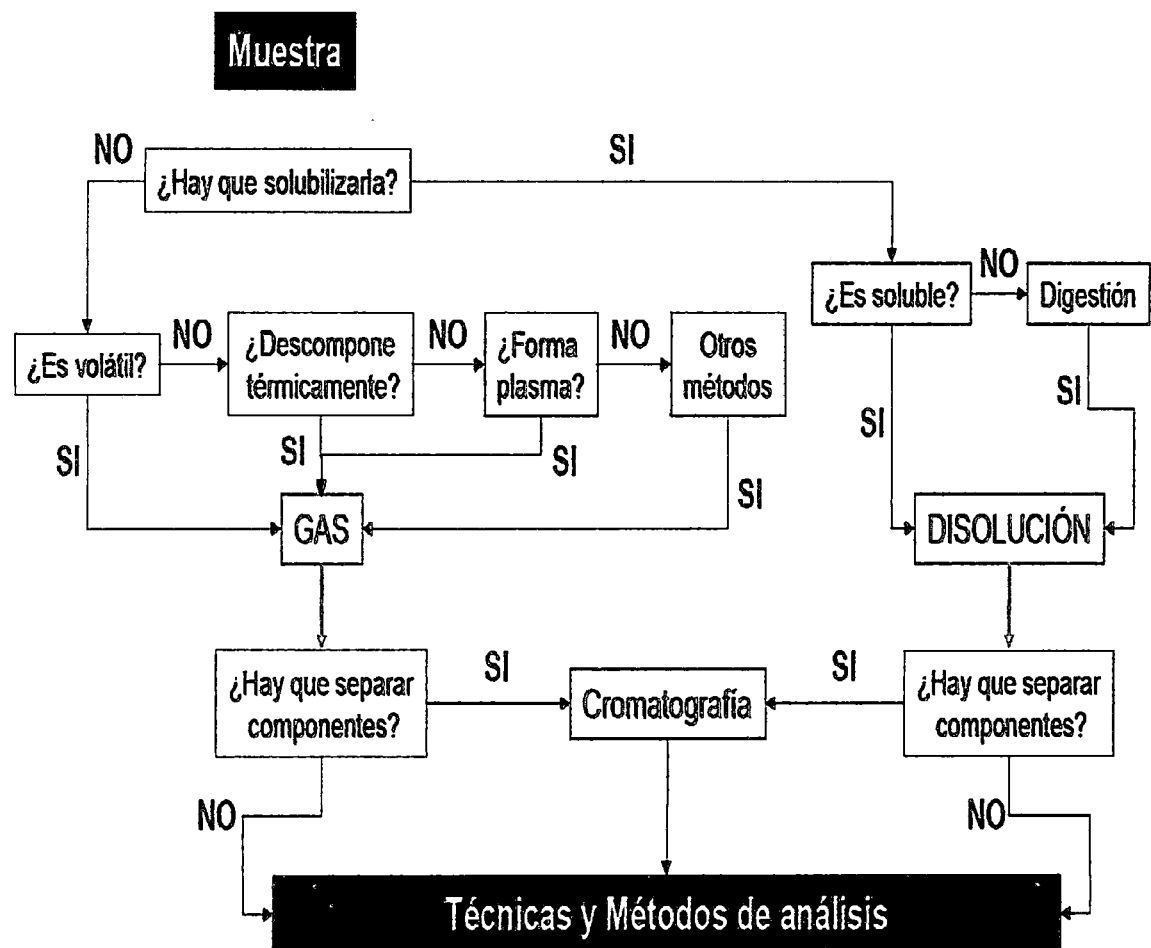 Muestra
NO
SI
¿Hay que solubilizarla?
¿Es soluble?
NO
Digestión
¿Es volátil?
NO
¿Descompone
térmicamente?
NO
¿Forma
plasma?
NO
Otros
métodos
SI
SI
SI
SI
SI
SI
GAS
DISOLUCIÓN
¿Hay que separar
componentes?
SI
Cromatografía
SI
¿Hay que separar
componentes?
NO
NO
Técnicas y Métodos de análisis